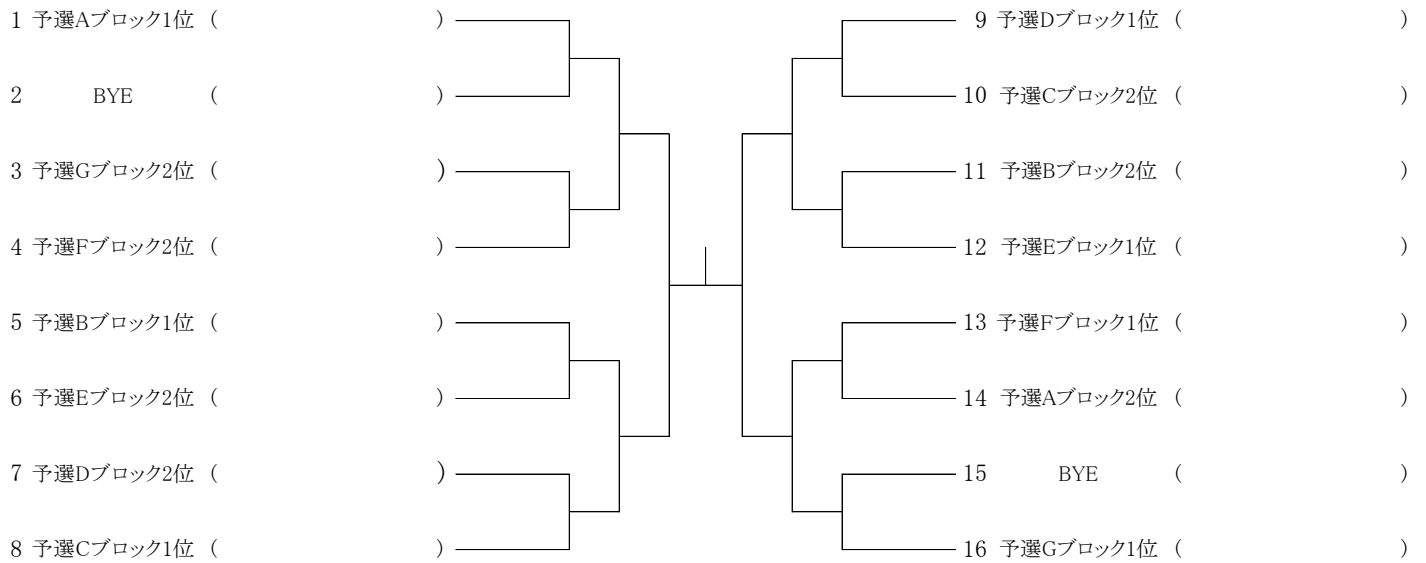 1 予選Aブロック1位 ( )
2 BYE ( )
3 予選Gブロック2位 ( )
4 予選Fブロック2位 ( )
5 予選Bブロック1位 ( )
6 予選Eブロック2位 ( )
7 予選Dブロック2位 ( )
8 予選Cブロック1位 ( )
9 予選Dブロック1位 ( )
10 予選Cブロック2位 ( )
11 予選Bブロック2位 ( )
12 予選Eブロック1位 ( )
13 予選Fブロック1位 ( )
14 予選Aブロック2位 ( )
15 BYE ( )
16 予選Gブロック1位 ( )